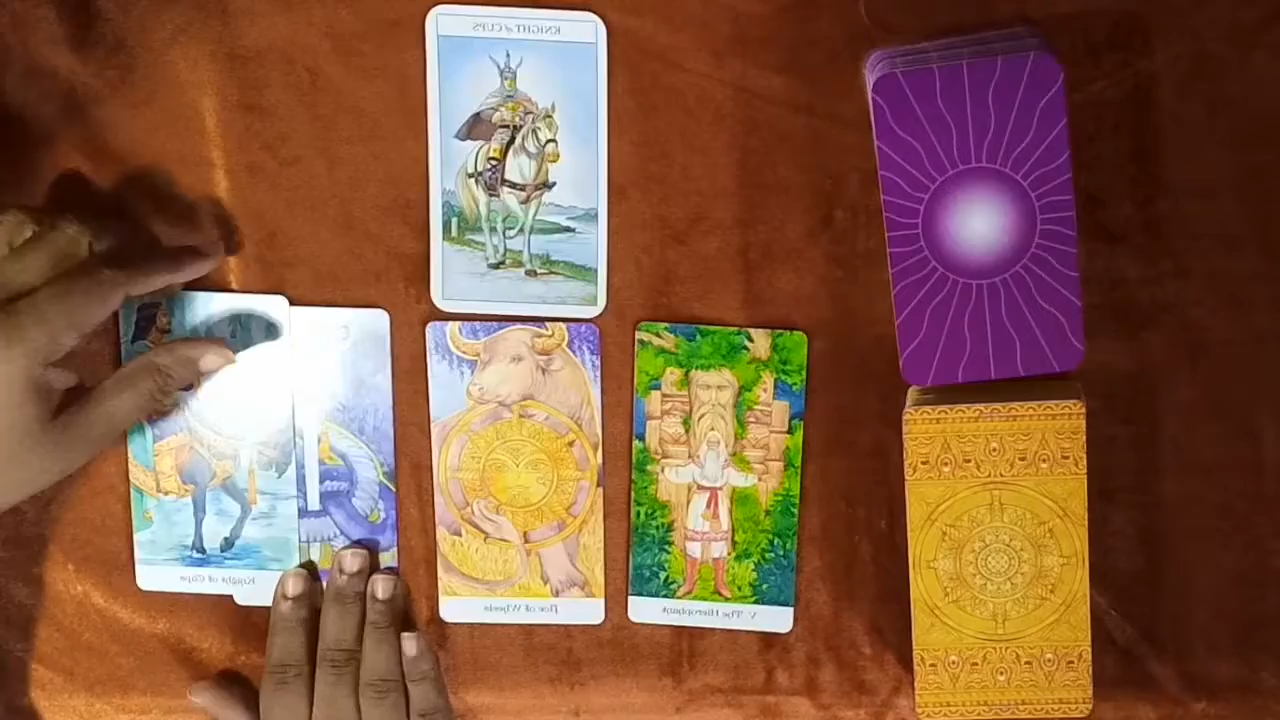 KNIGHT of CUPS
Knight of Cups
Ace of Wheels
V The Hierophant